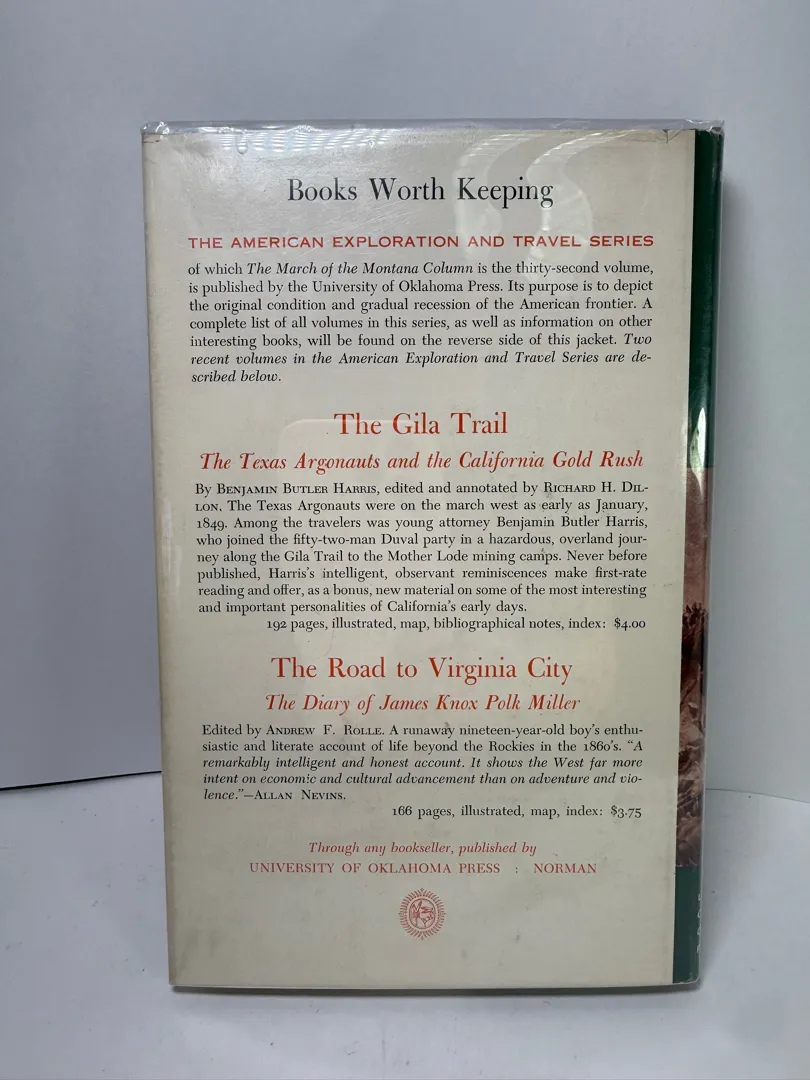 Books Worth Keeping
THE AMERICAN EXPLORATION AND TRAVEL SERIES
of which The March of the Montana Column is the thirty-second volume,
is published by the University of Oklahoma Press. Its purpose is to depict
the original condition and gradual recession of the American frontier. A
complete list of all volumes in this series, as well as information on other
interesting books, will be found on the reverse side of this jacket. Two
recent volumes in the American Exploration and Travel Series are de-
scribed below.
The Gila Trail
The Texas Argonauts and the California Gold Rush
By BENJAMIN BUTLER HARRIS, edited and annotated by RICHARD H. DIL-
LON. The Texas Argonauts were on the march west as early as January,
1849. Among the travelers was young attorney Benjamin Butler Harris,
who joined the fifty-two-man Duval party in a hazardous, overland jour-
ney along the Gila Trail to the Mother Lode mining camps. Never before
published, Harris's intelligent, observant reminiscences make first-rate
reading and offer, as a bonus, new material on some of the most interesting
and important personalities of California's early days.
192 pages, illustrated, map, bibliographical notes, index: $4.00
The Road to Virginia City
The Diary of James Knox Polk Miller
Edited by ANDREW F. ROLLE. A runaway nineteen-year-old boy's enthu-
siastic and literate account of life beyond the Rockies in the 1860's. "A
remarkably intelligent and honest account. It shows the West far more
intent on economic and cultural advancement than on adventure and vio-
lence."—ALLAN NEVINS.
166 pages, illustrated, map, index: $3.75
Through any bookseller, published by
UNIVERSITY OF OKLAHOMA PRESS : NORMAN